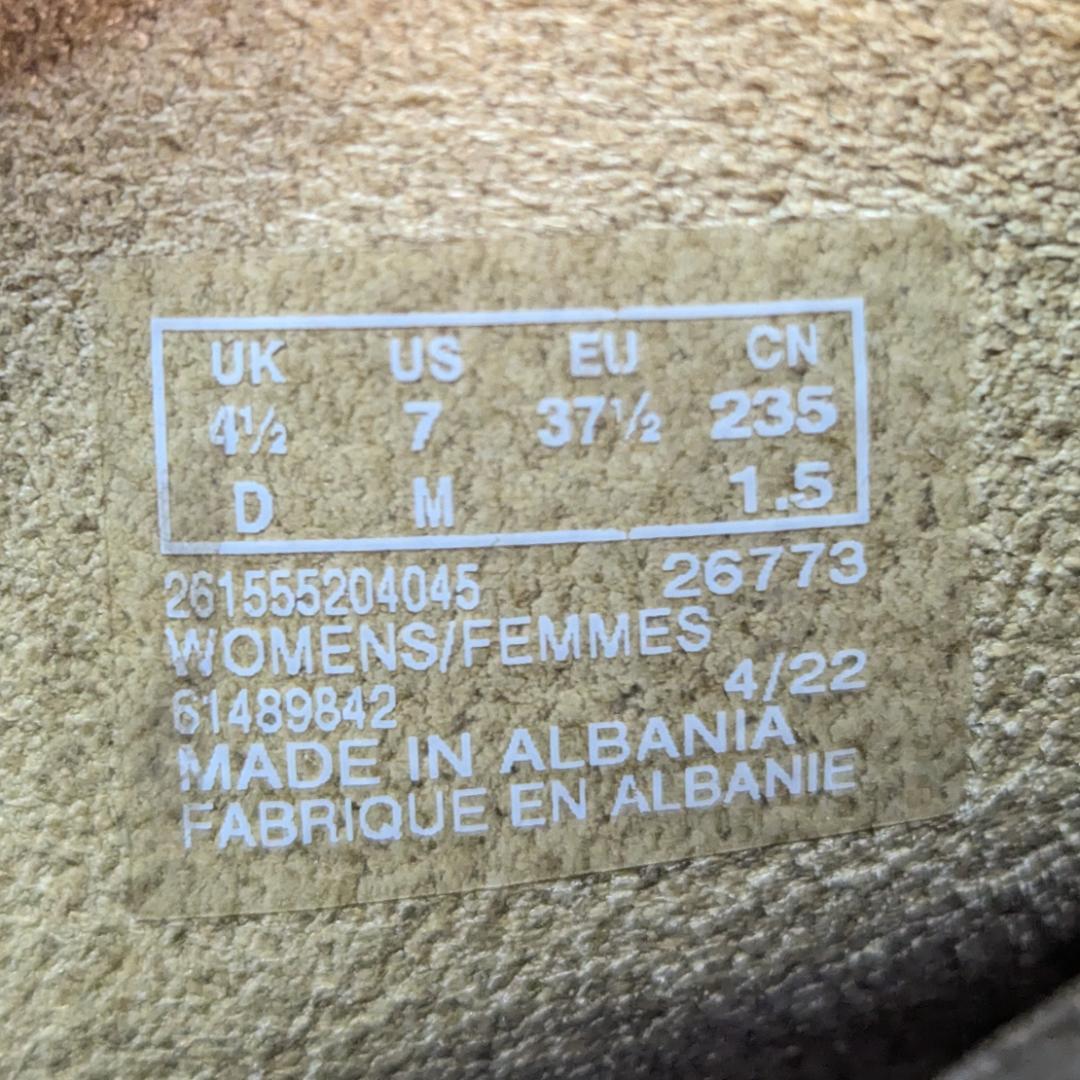 UK US EU CN
4½ 7 37½ 235
D M 1.5
261555204045 26773
WOMENS/FEMMES
61489842 4/22
MADE IN ALBANIA
FABRIQUE EN ALBANIE